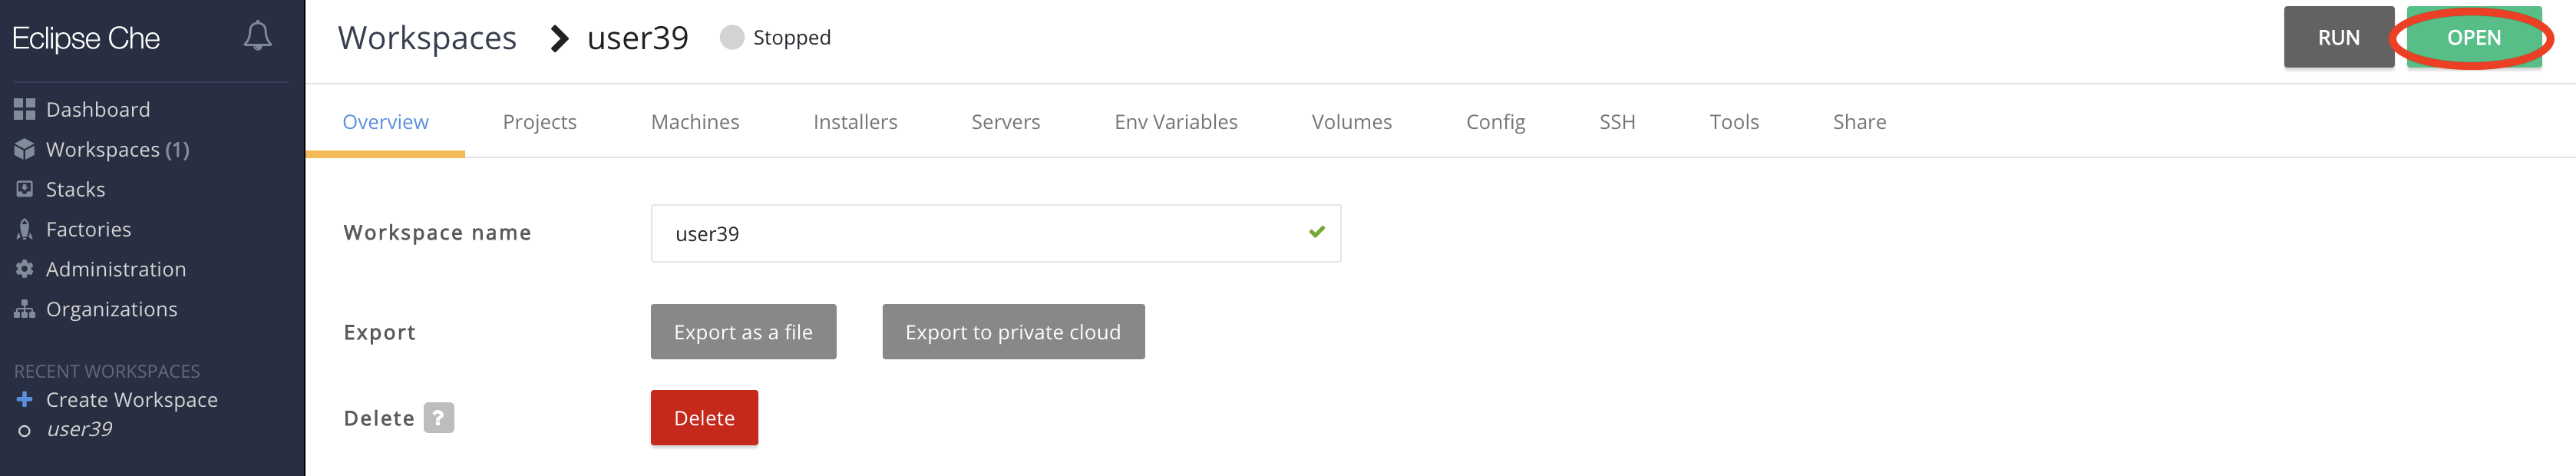 Eclipse Che
Dashboard
Workspaces (1)
Stacks
Factories
Administration
Organizations
RECENT WORKSPACES
Create Workspace
user39
Workspaces > user39 Stopped
RUN OPEN
Overview Projects Machines Installers Servers Env Variables Volumes Config SSH Tools Share
Workspace name user39
Export Export as a file Export to private cloud
Delete ? Delete